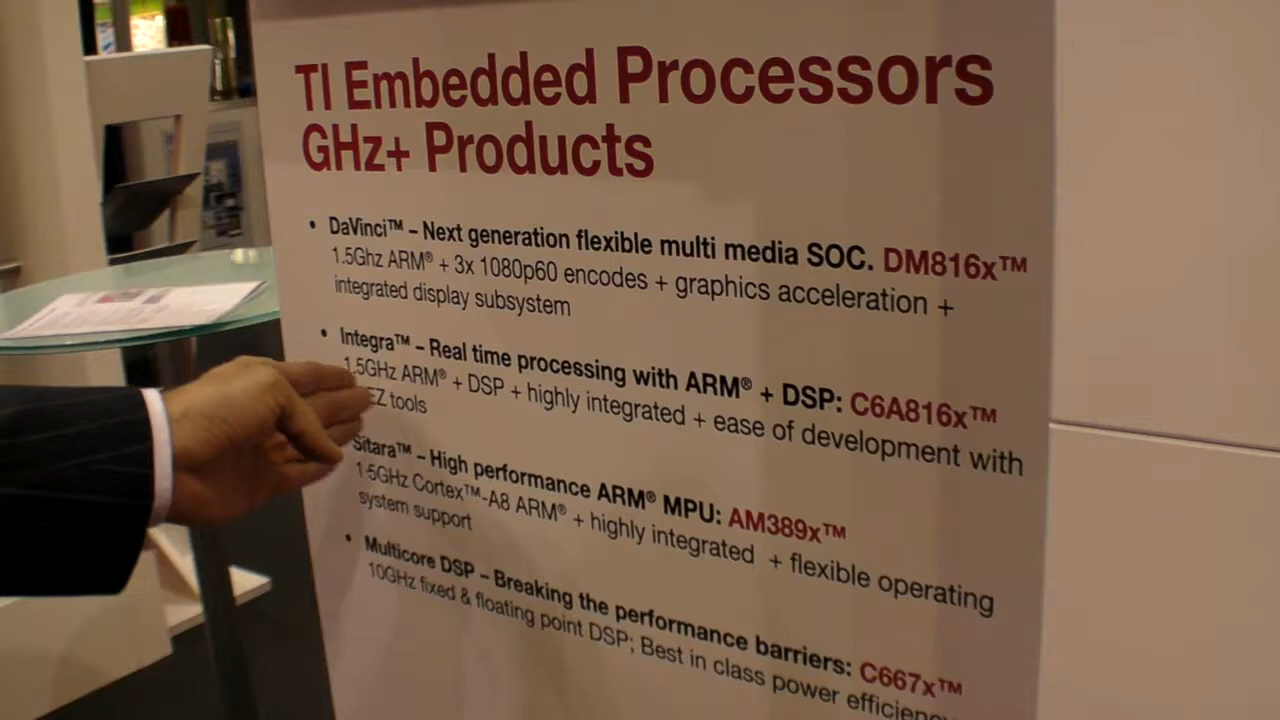 TI Embedded Processors
GHz+ Products
• DaVinci™ – Next generation flexible multi media SOC. DM816x™
1.5Ghz ARM® + 3x 1080p60 encodes + graphics acceleration +
integrated display subsystem
• Integra™ – Real time processing with ARM® + DSP: C6A816x™
1.5GHz ARM® + DSP + highly integrated + ease of development with
EZ tools
Sitara™ – High performance ARM® MPU: AM389x™
1.5GHz Cortex™-A8 ARM® + highly integrated + flexible operating
system support
• Multicore DSP – Breaking the performance barriers: C667x™
10GHz fixed & floating point DSP; Best in class power